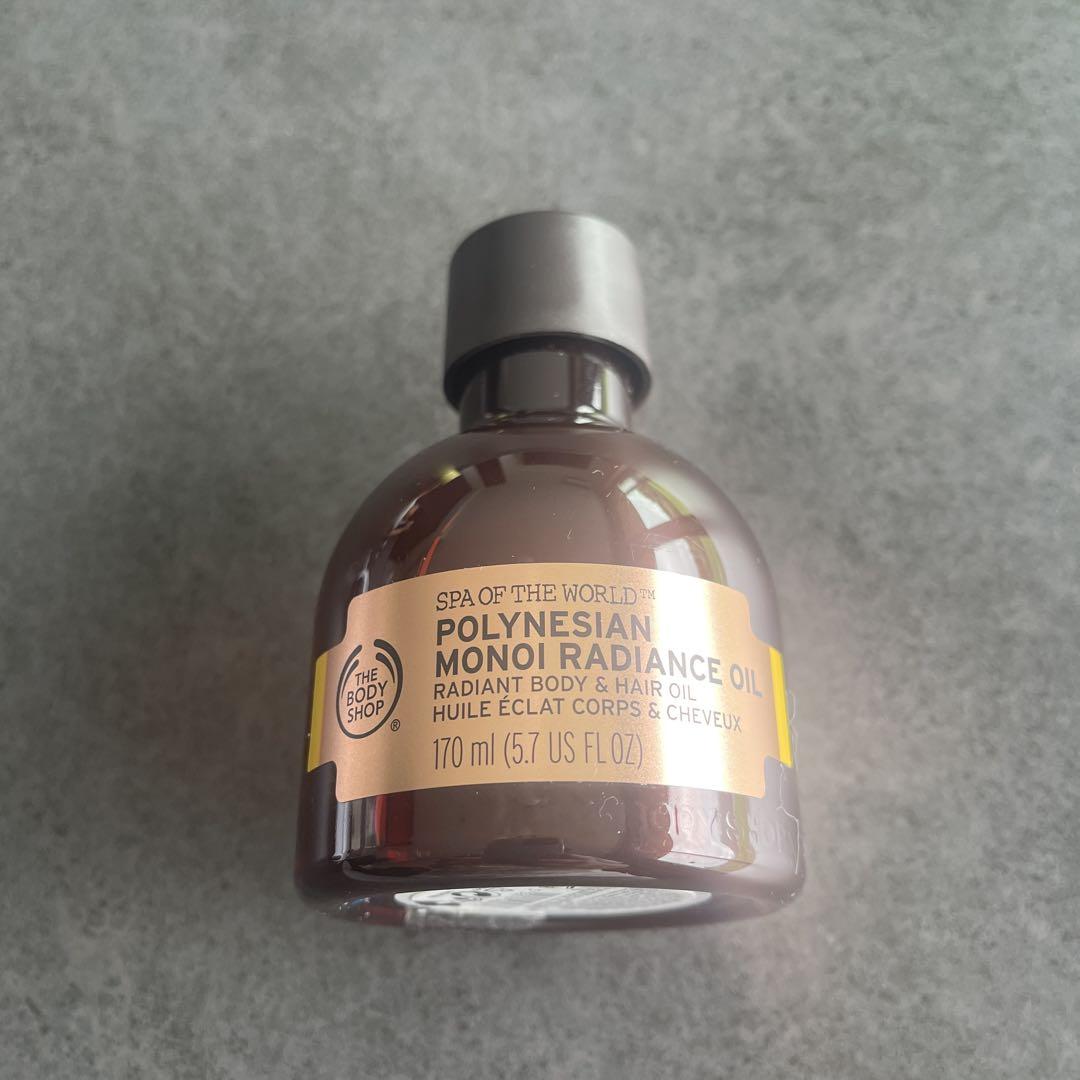 SPA OF THE WORLD™
POLYNESIAN
MONOI RADIANCE OIL
RADIANT BODY & HAIR OIL
HUILE ÉCLAT CORPS & CHEVEUX
170 ml (5.7 US FL OZ)
THE
BODY
SHOP®